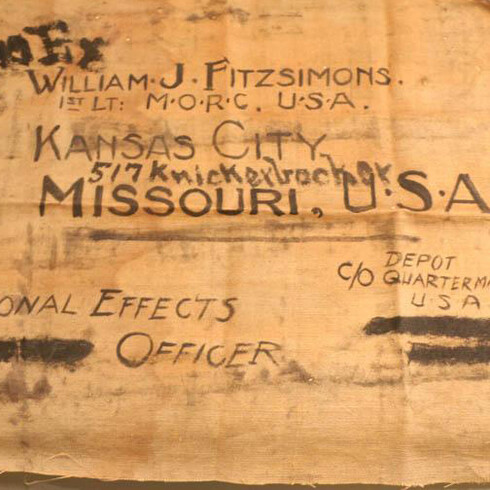 WILLIAM·J·FITZSIMONS.
1ST LT: M·O·R·C. U·S·A.
KANSAS CITY,
517 Knickerbocker
MISSOURI, U·S·A
C/O DEPOT
QUARTERM
U·S·A
ONAL EFFECTS
OFFICER